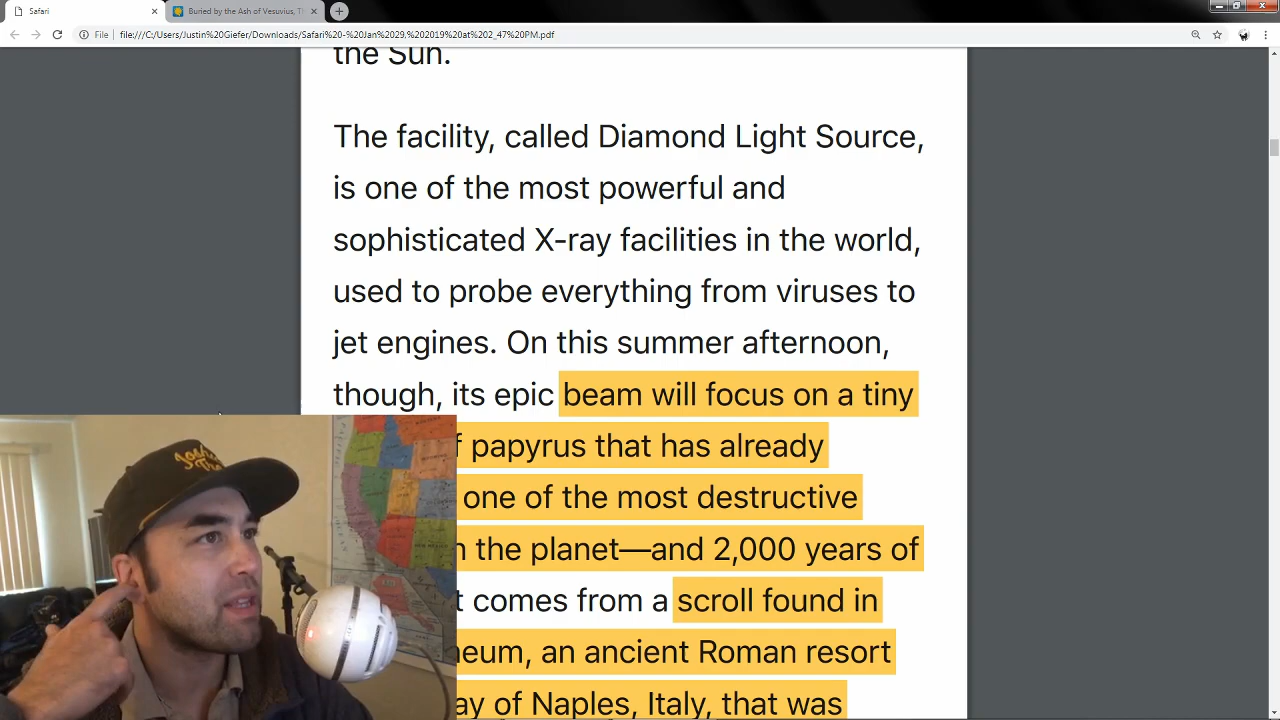 Safari
Buried by the Ash of Vesuvius, Th
File
file:///C:/Users/Justin%20Giefer/Downloads/Safari%20-%20Jan%2029,%202019%20at%202_47%20PM.pdf
the Sun.
The facility, called Diamond Light Source,
is one of the most powerful and
sophisticated X-ray facilities in the world,
used to probe everything from viruses to
jet engines. On this summer afternoon,
though, its epic beam will focus on a tiny
f papyrus that has already
one of the most destructive
n the planet—and 2,000 years of
t comes from a scroll found in
neum, an ancient Roman resort
ay of Naples, Italy, that was